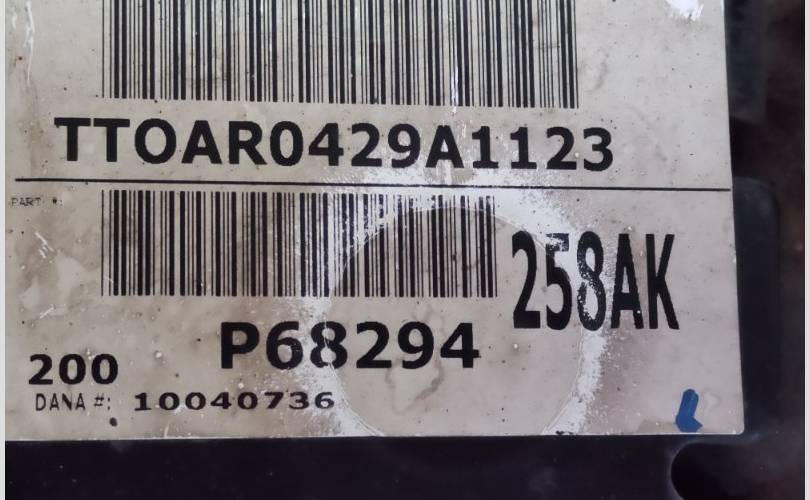 TTOAR0429A1123
PART #:
258AK
P68294
200
DANA #: 10040736